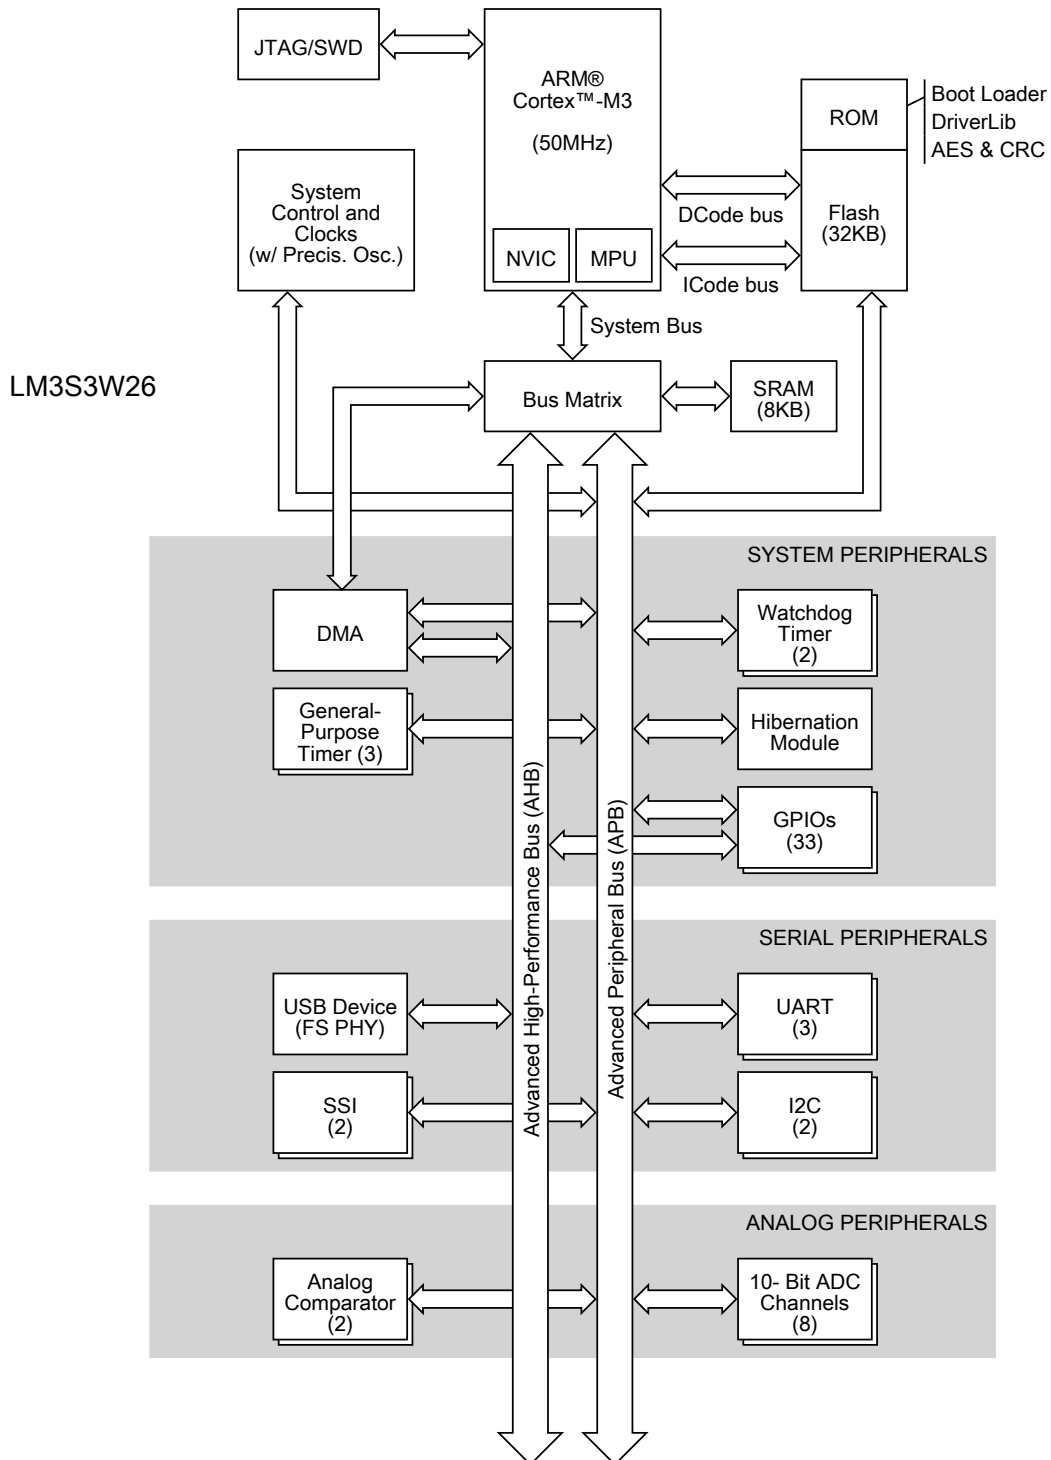 JTAG/SWD
ARM®
Cortex™-M3
(50MHz)
NVIC
MPU
ROM
Boot Loader
DriverLib
AES & CRC
Flash
(32KB)
DCode bus
ICode bus
System
Control and
Clocks
(w/ Precis. Osc.)
System Bus
LM3S3W26
Bus Matrix
SRAM
(8KB)
SYSTEM PERIPHERALS
DMA
Watchdog
Timer
(2)
General-
Purpose
Timer (3)
Hibernation
Module
GPIOs
(33)
Advanced High-Performance Bus (AHB)
Advanced Peripheral Bus (APB)
SERIAL PERIPHERALS
USB Device
(FS PHY)
UART
(3)
SSI
(2)
I2C
(2)
ANALOG PERIPHERALS
Analog
Comparator
(2)
10- Bit ADC
Channels
(8)